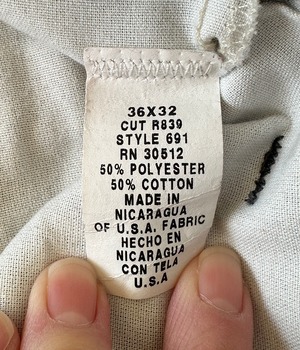 36X32
CUT R839
STYLE 691
RN 30512
50% POLYESTER
50% COTTON
MADE IN
NICARAGUA
OF U.S.A. FABRIC
HECHO EN
NICARAGUA
CON TELA
U.S.A